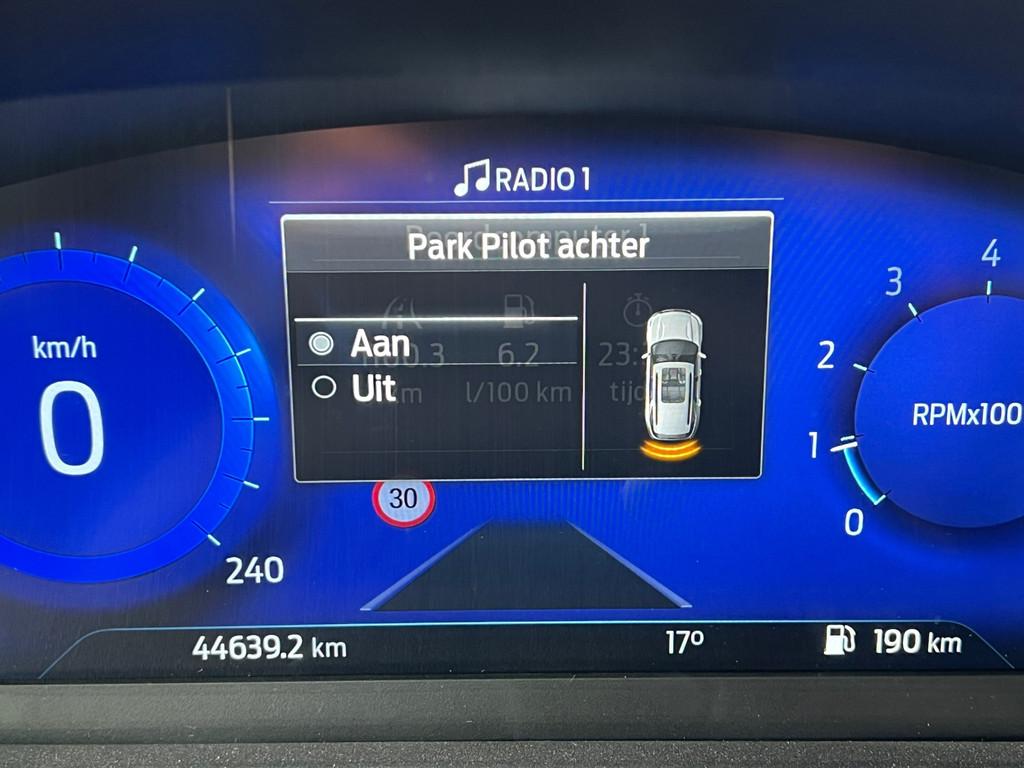 RADIO 1
Park Pilot achter
Aan
Uit
6.2
l/100 km
km/h
0
240
30
4
3
2
1
0
RPMx100
44639.2 km
17°
190 km